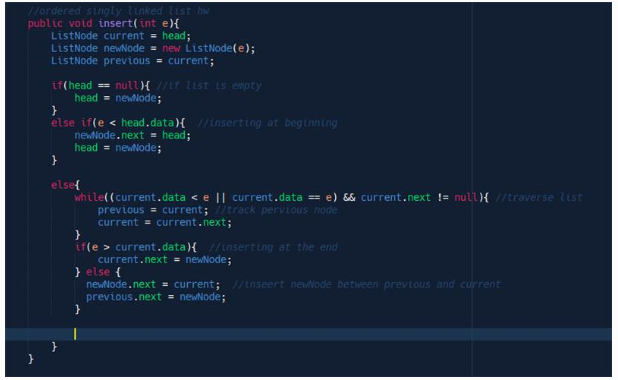 //ordered singly linked list hw
public void insert(int e){
ListNode current = head;
ListNode newNode = new ListNode(e);
ListNode previous = current;
if(head == null){ //if list is empty
head = newNode;
}
else if(e < head.data){ //inserting at beginning
newNode.next = head;
head = newNode;
}
else{
while((current.data < e || current.data == e) && current.next != null){ //traverse list
previous = current; //track pervious node
current = current.next;
}
if(e > current.data){ //inserting at the end
current.next = newNode;
} else {
newNode.next = current; //inseert newNode between previous and current
previous.next = newNode;
}
}
}